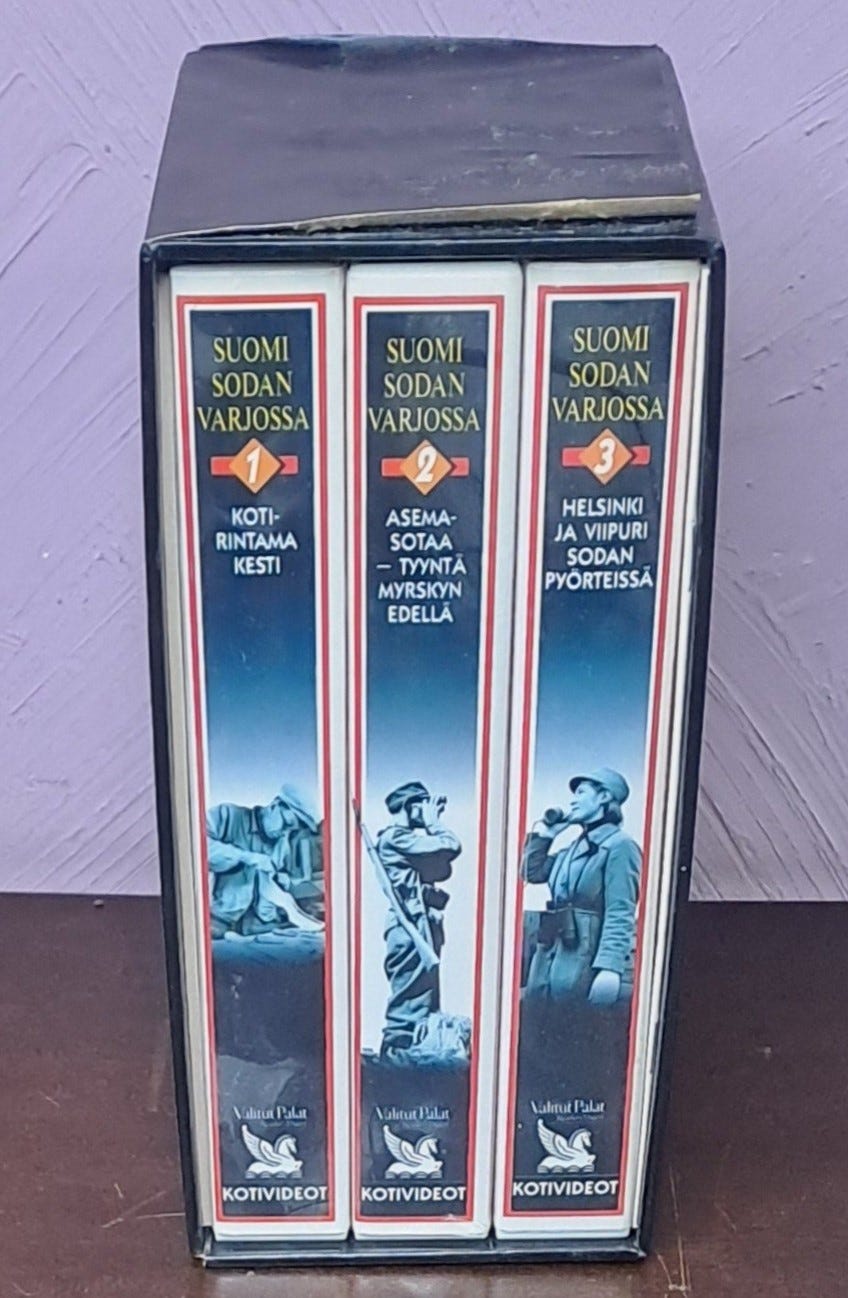 SUOMI
SODAN
VARJOSSA
1
KOTI-
RINTAMA
KESTI
Valitut Palat
KOTIVIDEOT
SUOMI
SODAN
VARJOSSA
2
ASEMA-
SOTAA
– TYYNTÄ
MYRSKYN
EDELLÄ
Valitut Palat
KOTIVIDEOT
SUOMI
SODAN
VARJOSSA
3
HELSINKI
JA VIIPURI
SODAN
PYÖRTEISSÄ
Valitut Palat
KOTIVIDEOT